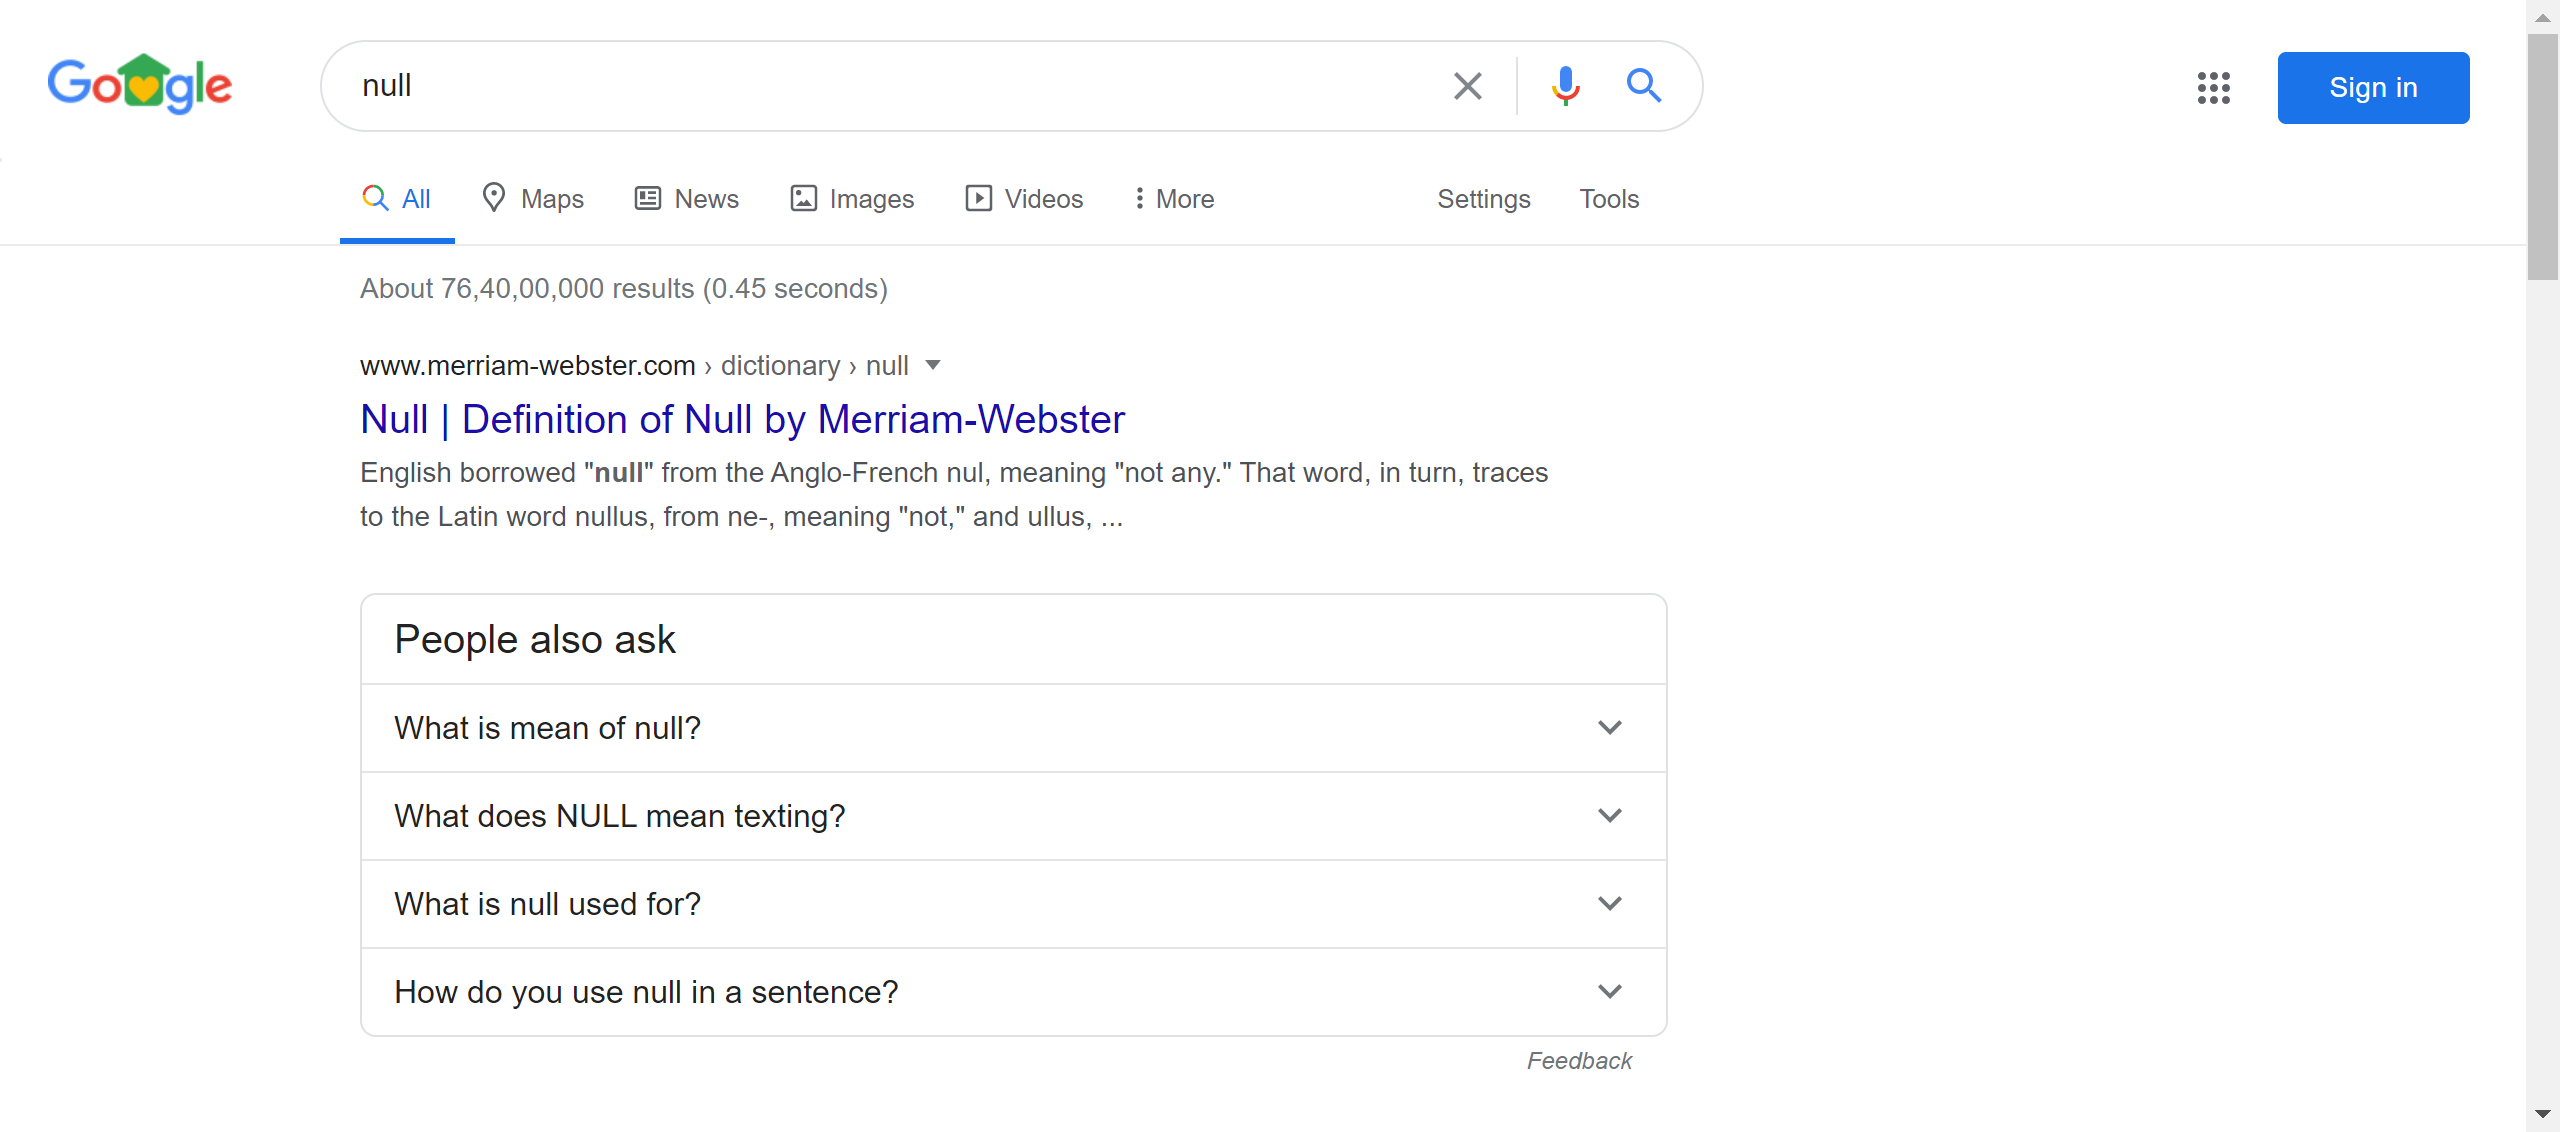 Google
null
Sign in
All
Maps
News
Images
Videos
More
Settings
Tools
About 76,40,00,000 results (0.45 seconds)
www.merriam-webster.com › dictionary › null
Null | Definition of Null by Merriam-Webster
English borrowed "null" from the Anglo-French nul, meaning "not any." That word, in turn, traces
to the Latin word nullus, from ne-, meaning "not," and ullus, ...
People also ask
What is mean of null?
What does NULL mean texting?
What is null used for?
How do you use null in a sentence?
Feedback